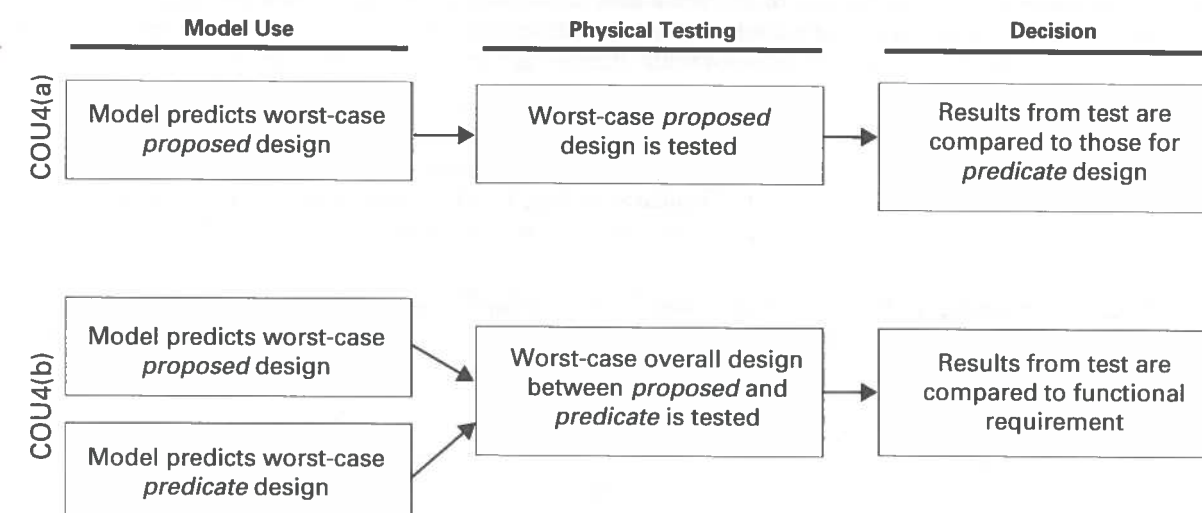 Model Use
Physical Testing
Decision
COU4(a)
Model predicts worst-case
proposed design
Worst-case proposed
design is tested
Results from test are
compared to those for
predicate design
COU4(b)
Model predicts worst-case
proposed design
Model predicts worst-case
predicate design
Worst-case overall design
between proposed and
predicate is tested
Results from test are
compared to functional
requirement